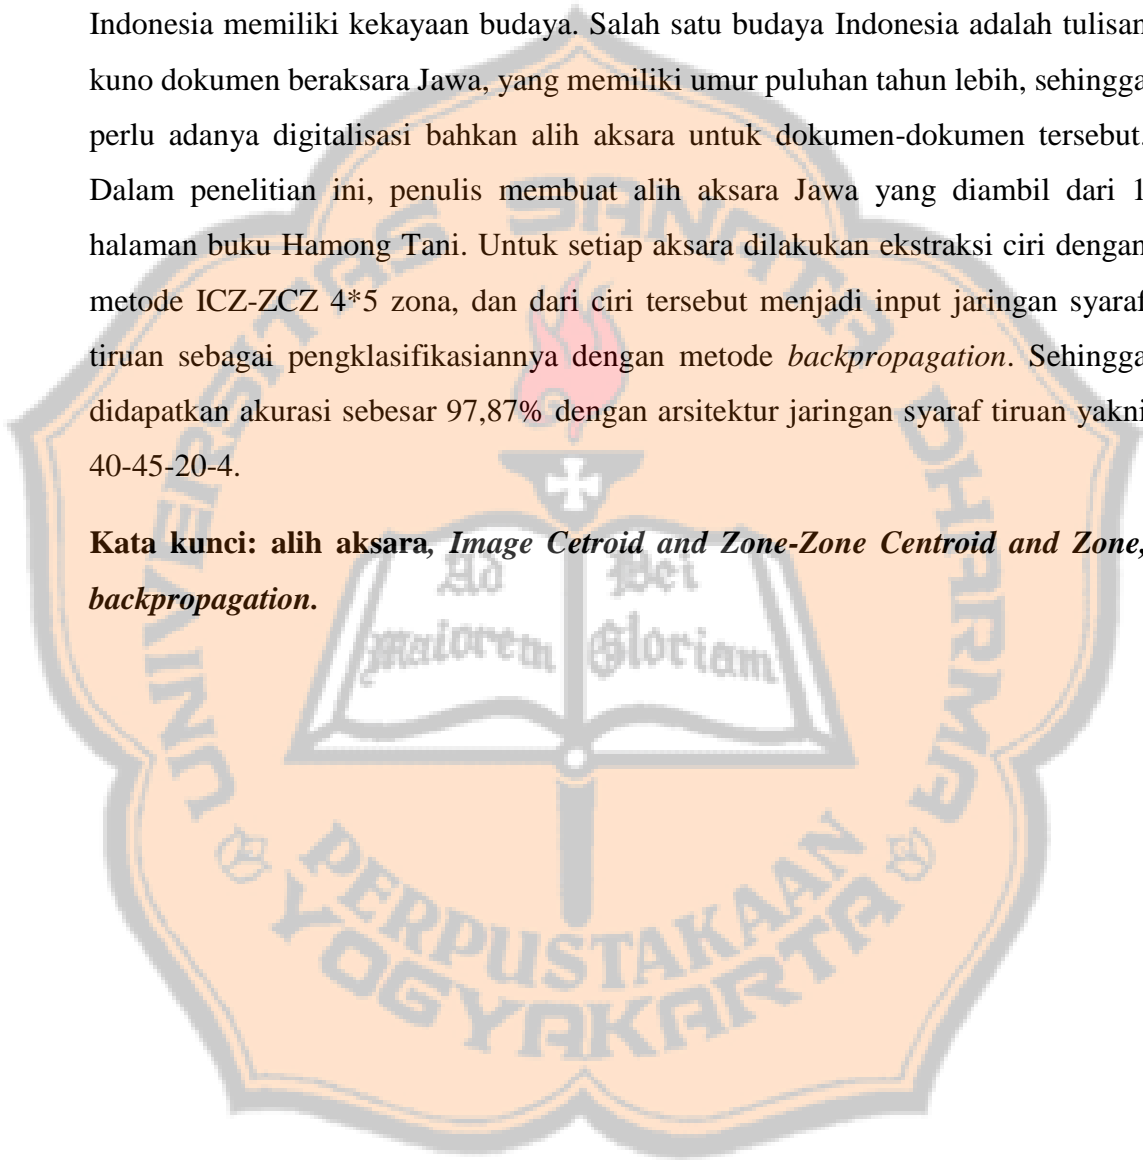 Indonesia memiliki kekayaan budaya. Salah satu budaya Indonesia adalah tulisan
kuno dokumen beraksara Jawa, yang memiliki umur puluhan tahun lebih, sehingga
perlu adanya digitalisasi bahkan alih aksara untuk dokumen-dokumen tersebut.
Dalam penelitian ini, penulis membuat alih aksara Jawa yang diambil dari 1
halaman buku Hamong Tani. Untuk setiap aksara dilakukan ekstraksi ciri dengan
metode ICZ-ZCZ 4*5 zona, dan dari ciri tersebut menjadi input jaringan syaraf
tiruan sebagai pengklasifikasiannya dengan metode backpropagation. Sehingga
didapatkan akurasi sebesar 97,87% dengan arsitektur jaringan syaraf tiruan yakni
40-45-20-4.
Kata kunci: alih aksara, Image Cetroid and Zone-Zone Centroid and Zone,
backpropagation.
UNIVERSITAS SANATA DHARMA
Ad Dei
maiorem Gloriam
PERPUSTAKAAN
YOGYAKARTA